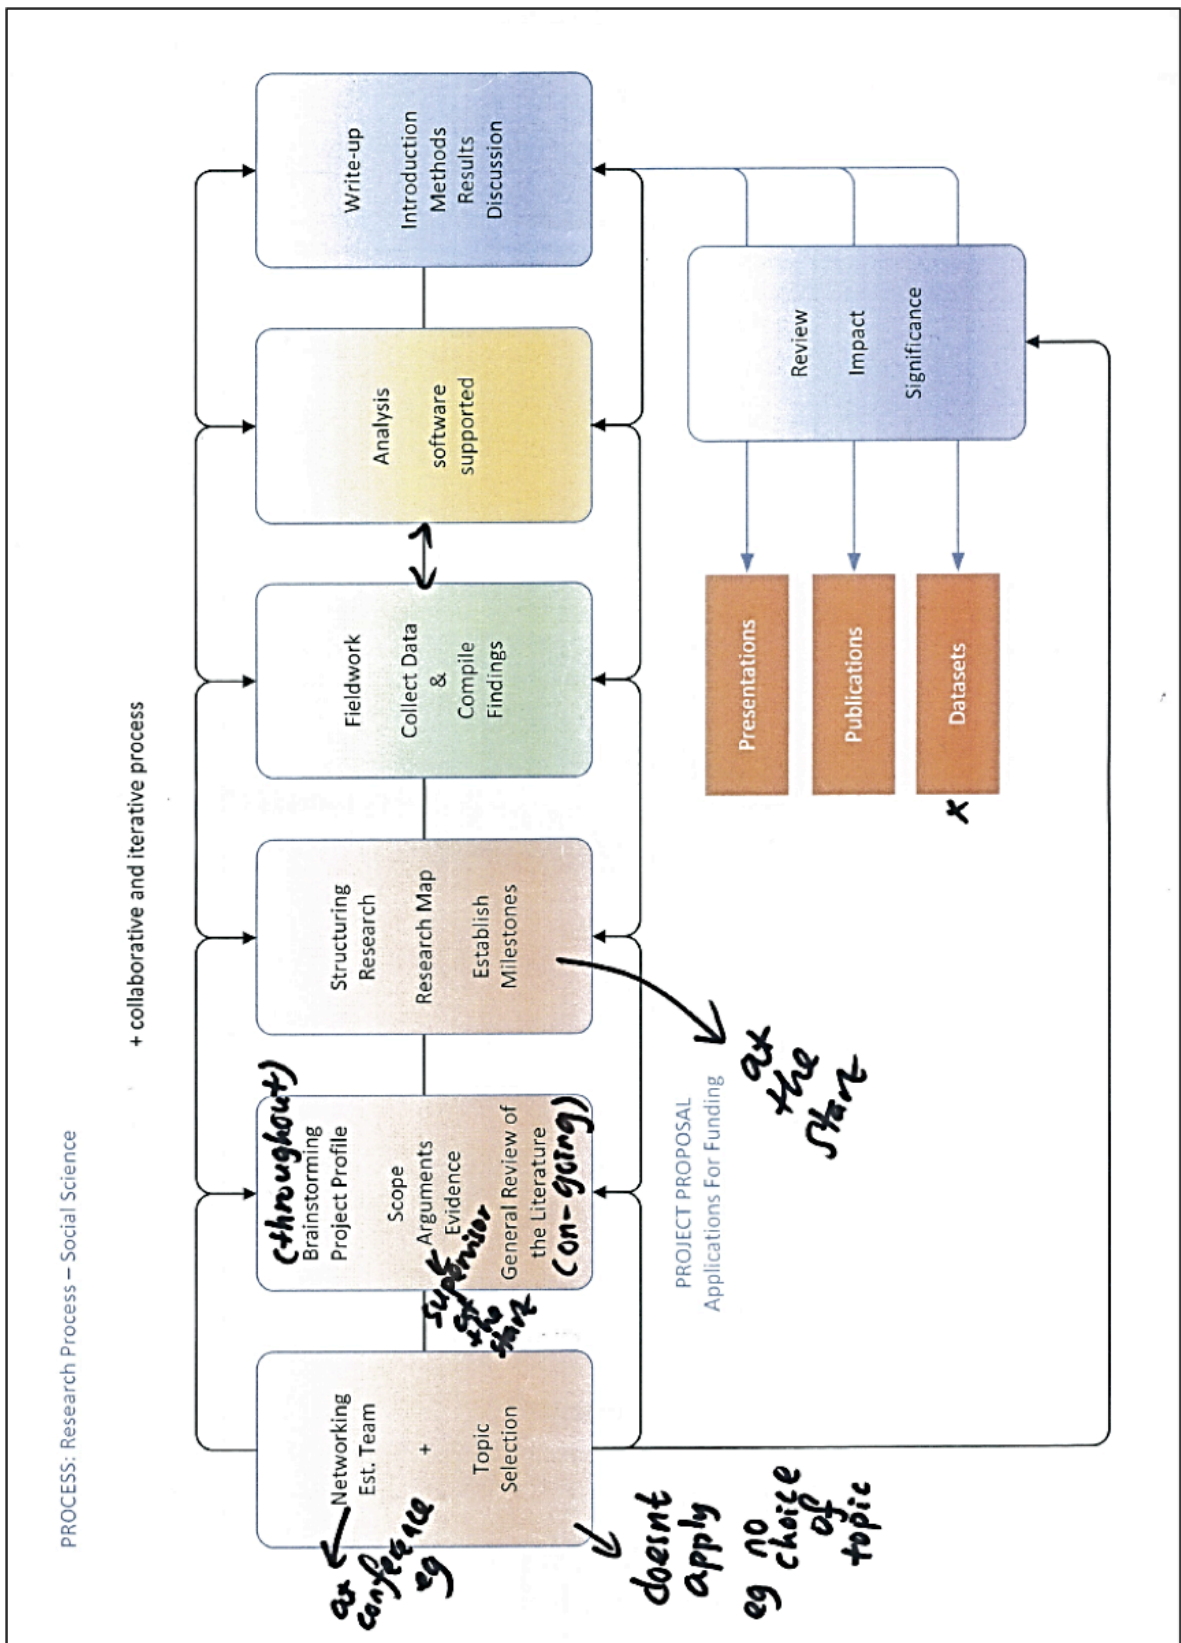 PROCESS: Research Process – Social Science
+ collaborative and iterative process
Networking
Est. Team
+
Topic
Selection
at
conference
eg
doesnt
apply
eg no
choice
of
topic
(throughout)
Brainstorming
Project Profile
Scope
Arguments
Evidence
General Review of
the Literature
(on-going)
supervisor
at
the
start
Structuring
Research
Research Map
Establish
Milestones
at
the
start
PROJECT PROPOSAL
Applications For Funding
Fieldwork
Collect Data
&
Compile
Findings
Analysis
software
supported
Write-up
Introduction
Methods
Results
Discussion
Review
Impact
Significance
Presentations
Publications
x Datasets